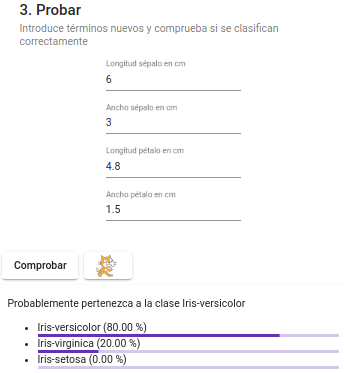 3. Probar
Introduce términos nuevos y comprueba si se clasifican
correctamente
Longitud sépalo en cm
6
Ancho sépalo en cm
3
Longitud pétalo en cm
4.8
Ancho pétalo en cm
1.5
Comprobar
Probablemente pertenezca a la clase Iris-versicolor
Iris-versicolor (80.00 %)
Iris-virginica (20.00 %)
Iris-setosa (0.00 %)